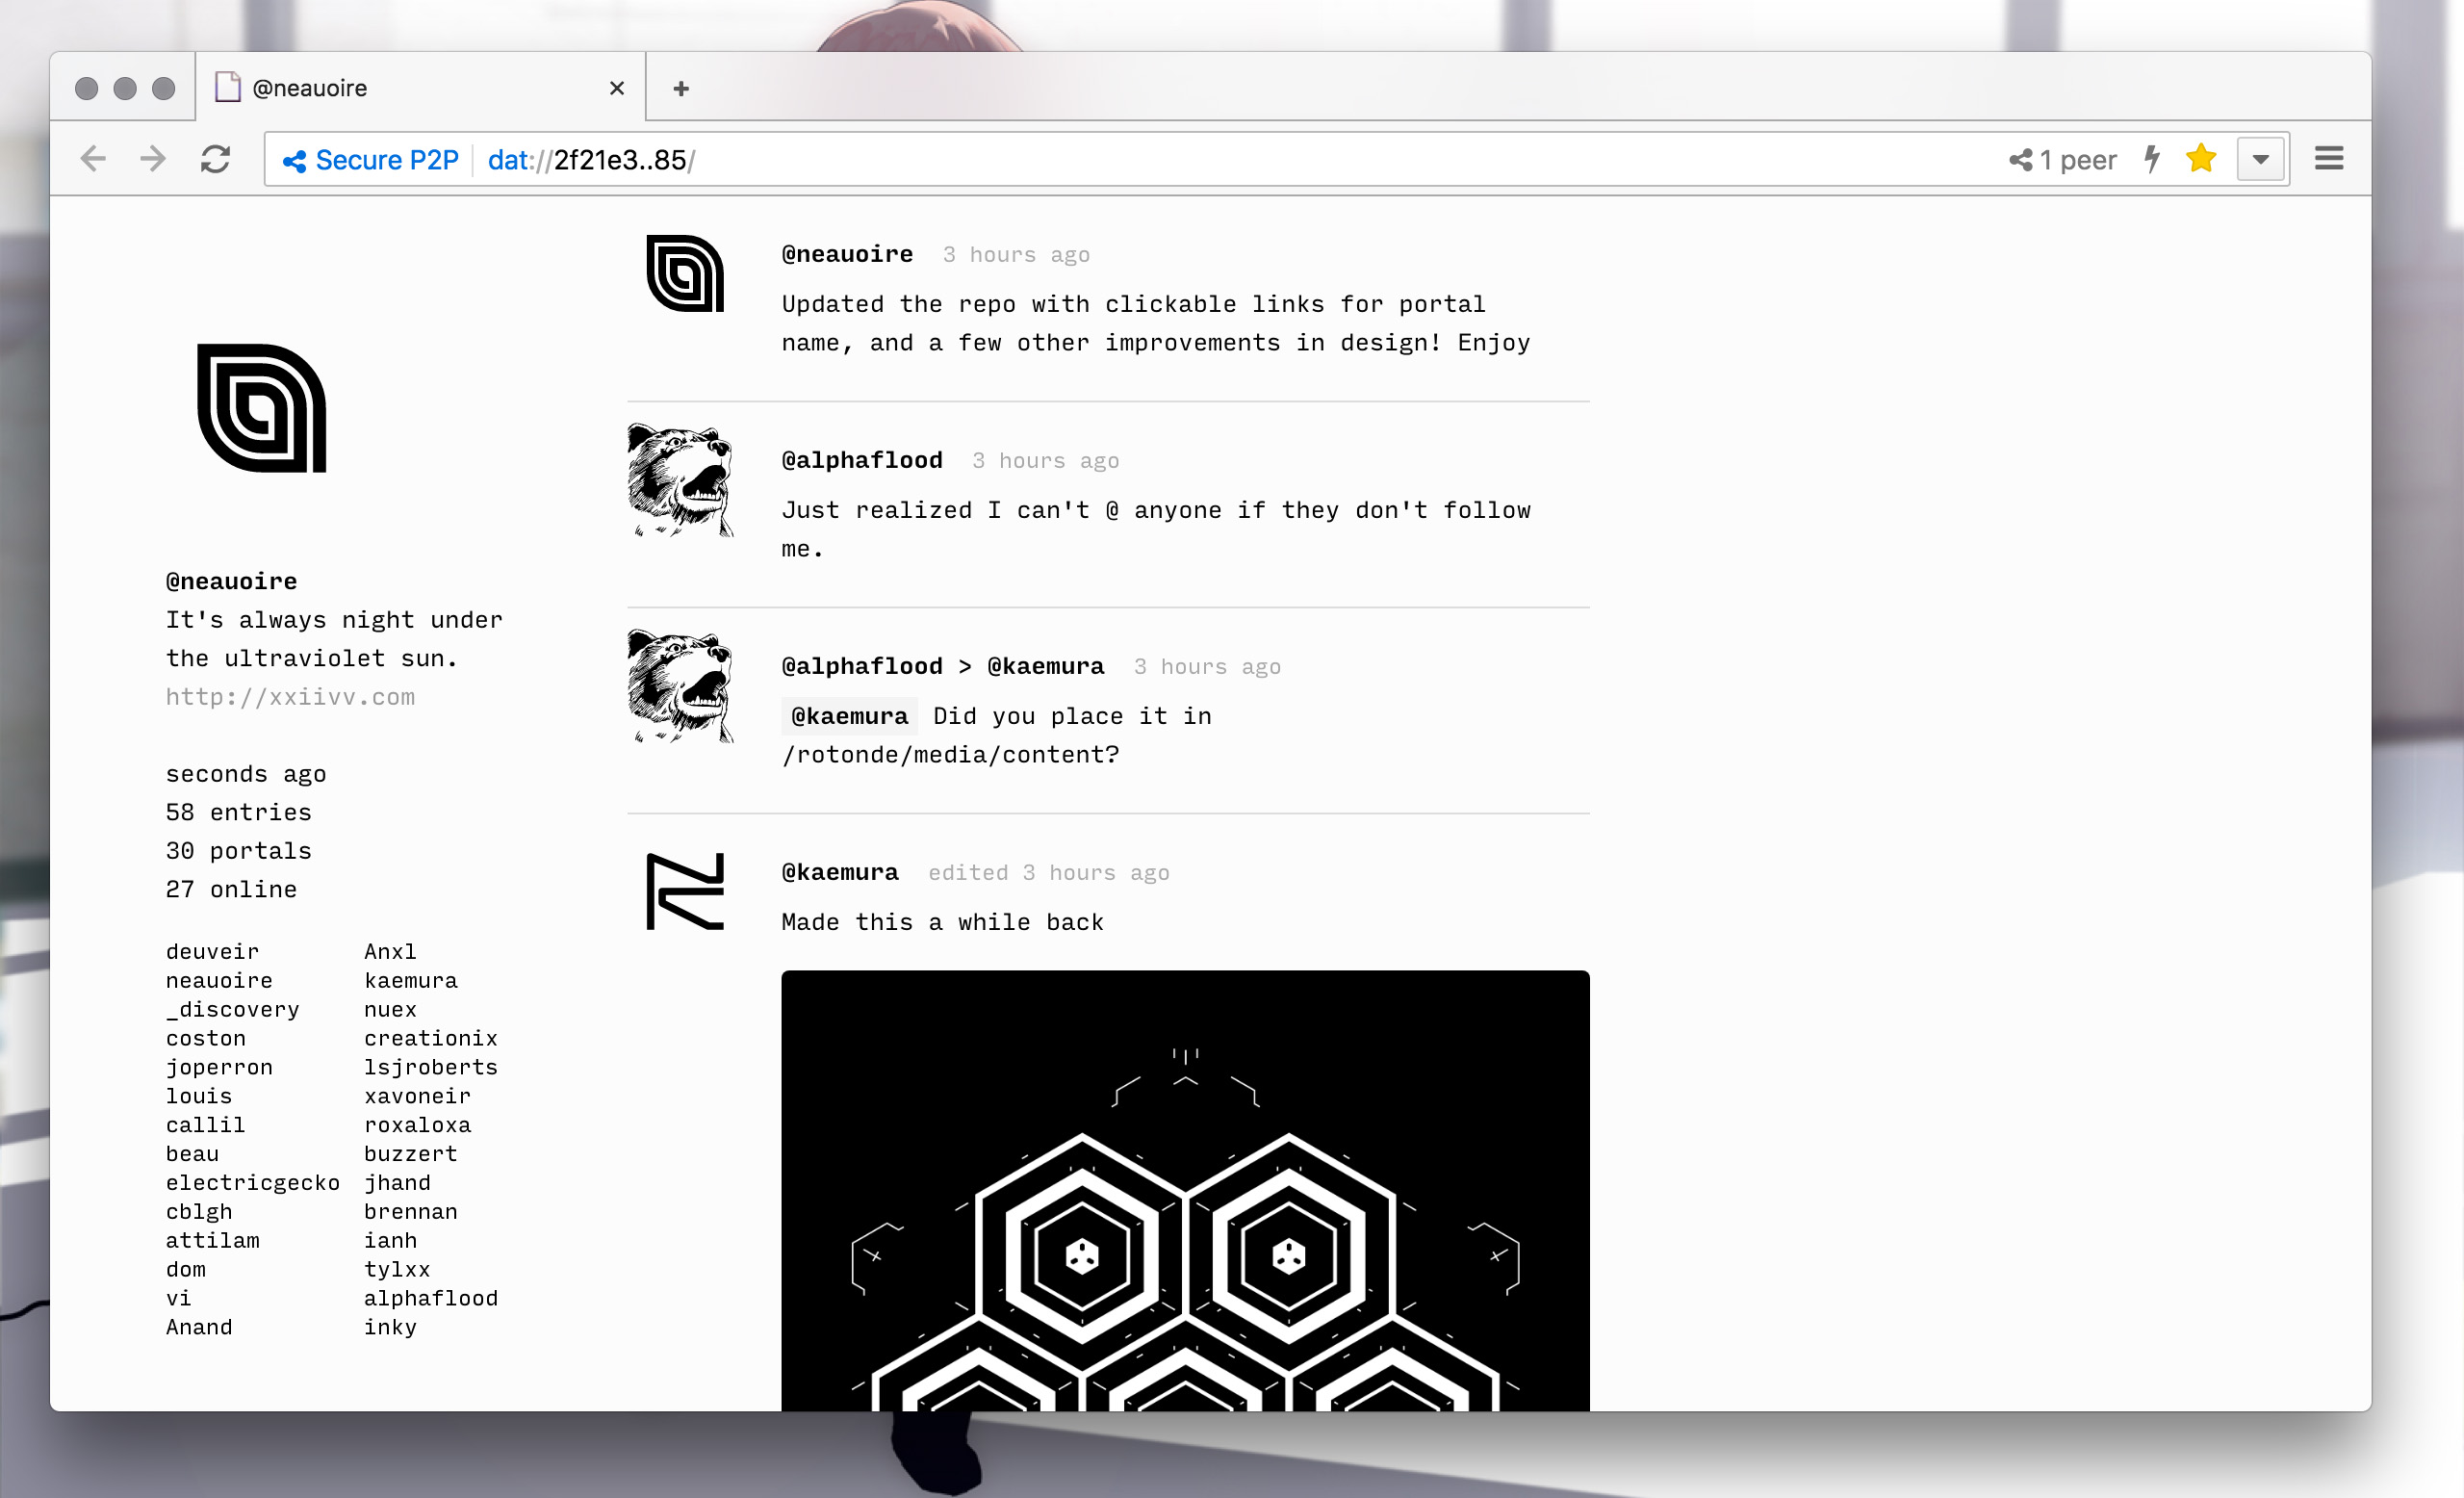 @neauoire
Secure P2P
dat://2f21e3..85/
1 peer
@neauoire
It's always night under
the ultraviolet sun.
http://xxiivv.com
seconds ago
58 entries
30 portals
27 online
deuveir
neauoire
_discovery
coston
joperron
louis
callil
beau
electricgecko
cblgh
attilam
dom
vi
Anand
Anxl
kaemura
nuex
creationix
lsjroberts
xavoneir
roxaloxa
buzzert
jhand
brennan
ianh
tylxx
alphaflood
inky
@neauoire 3 hours ago
Updated the repo with clickable links for portal
name, and a few other improvements in design! Enjoy
@alphaflood 3 hours ago
Just realized I can't @ anyone if they don't follow
me.
@alphaflood > @kaemura 3 hours ago
@kaemura Did you place it in
/rotonde/media/content?
@kaemura edited 3 hours ago
Made this a while back